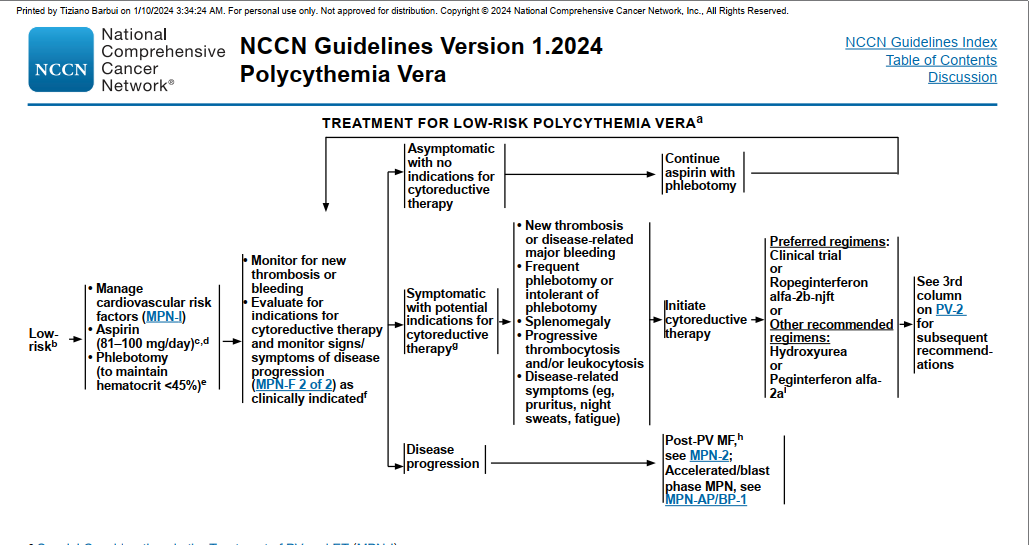 Printed by Tiziano Barbui on 1/10/2024 3:34:24 AM. For personal use only. Not approved for distribution. Copyright © 2024 National Comprehensive Cancer Network, Inc., All Rights Reserved.
NCCN
National
Comprehensive
Cancer
Network®
NCCN Guidelines Version 1.2024
Polycythemia Vera
NCCN Guidelines Index
Table of Contents
Discussion
TREATMENT FOR LOW-RISK POLYCYTHEMIA VERAa
Low-
riskb
• Manage
cardiovascular risk
factors (MPN-I)
• Aspirin
(81–100 mg/day)c,d
• Phlebotomy
(to maintain
hematocrit <45%)e
• Monitor for new
thrombosis or
bleeding
• Evaluate for
indications for
cytoreductive therapy
and monitor signs/
symptoms of disease
progression
(MPN-F 2 of 2) as
clinically indicatedf
Asymptomatic
with no
indications for
cytoreductive
therapy
Continue
aspirin with
phlebotomy
Symptomatic
with potential
indications for
cytoreductive
therapyg
• New thrombosis
or disease-related
major bleeding
• Frequent
phlebotomy or
intolerant of
phlebotomy
• Splenomegaly
• Progressive
thrombocytosis
and/or leukocytosis
• Disease-related
symptoms (eg,
pruritus, night
sweats, fatigue)
Initiate
cytoreductive
therapy
Preferred regimens:
Clinical trial
or
Ropeginterferon
alfa-2b-njft
or
Other recommended
regimens:
Hydroxyurea
or
Peginterferon alfa-
2ai
See 3rd
column
on PV-2
for
subsequent
recommend-
ations
Disease
progression
Post-PV MF,h
see MPN-2;
Accelerated/blast
phase MPN, see
MPN-AP/BP-1